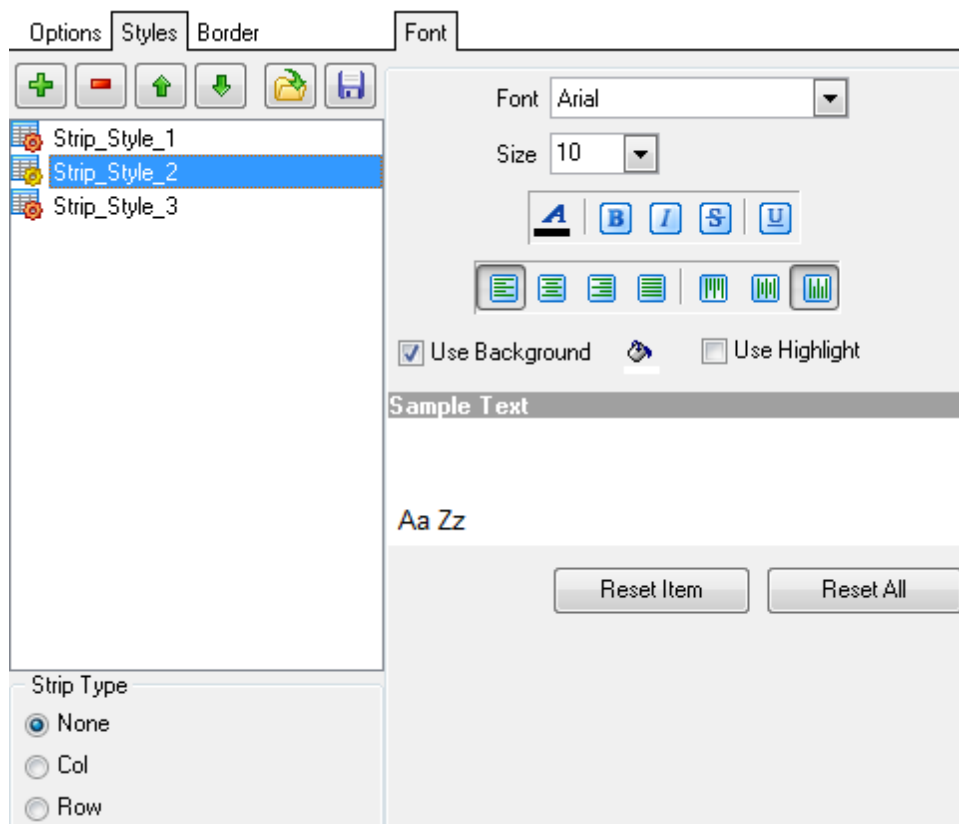 Options Styles Border
Font
Strip_Style_1
Strip_Style_2
Strip_Style_3
Strip Type
None
Col
Row
Font Arial
Size 10
A B I S U
Use Background Use Highlight
Sample Text
Aa Zz
Reset Item Reset All